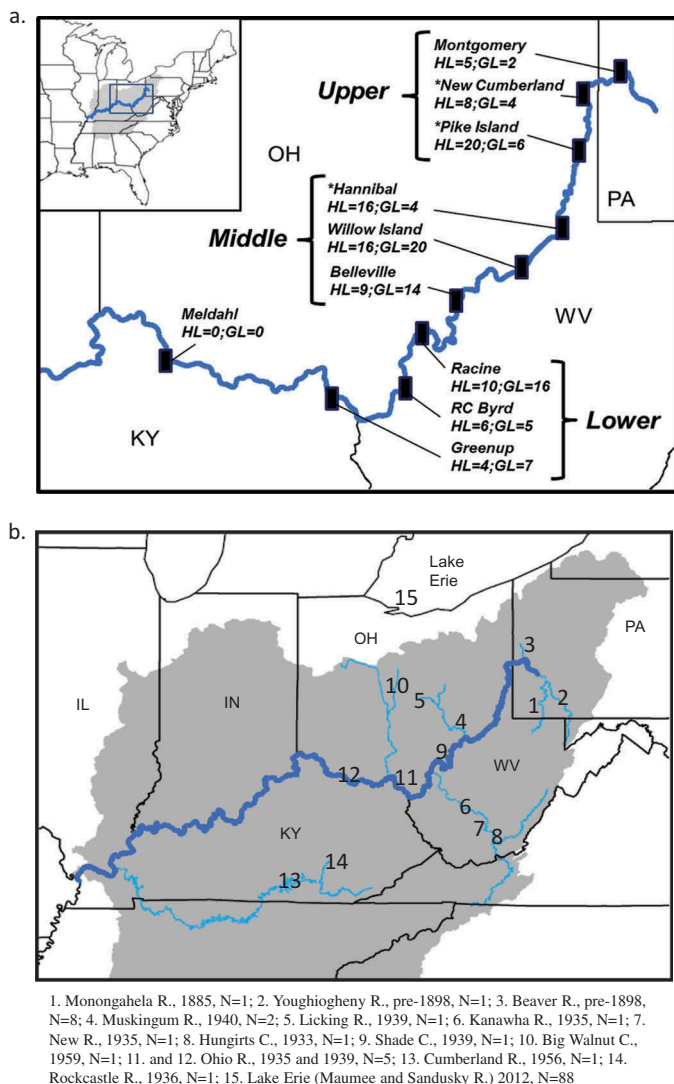 a.
Montgomery
HL=5;GL=2
*New Cumberland
HL=8;GL=4
*Pike Island
HL=20;GL=6
Upper
OH
PA
*Hannibal
HL=16;GL=4
Willow Island
HL=16;GL=20
Belleville
HL=9;GL=14
Middle
WV
Meldahl
HL=0;GL=0
Racine
HL=10;GL=16
RC Byrd
HL=6;GL=5
Greenup
HL=4;GL=7
Lower
KY
b.
Lake
Erie
15
OH
PA
3
IL
IN
10
5
1
2
4
9
WV
12
11
6
KY
7
8
14
13
1. Monongahela R., 1885, N=1; 2. Youghiogheny R., pre-1898, N=1; 3. Beaver R., pre-1898,
N=8; 4. Muskingum R., 1940, N=2; 5. Licking R., 1939, N=1; 6. Kanawha R., 1935, N=1; 7.
New R., 1935, N=1; 8. Hungirts C., 1933, N=1; 9. Shade C., 1939, N=1; 10. Big Walnut C.,
1959, N=1; 11. and 12. Ohio R., 1935 and 1939, N=5; 13. Cumberland R., 1956, N=1; 14.
Rockcastle R., 1936, N=1; 15. Lake Erie (Maumee and Sandusky R.) 2012, N=88